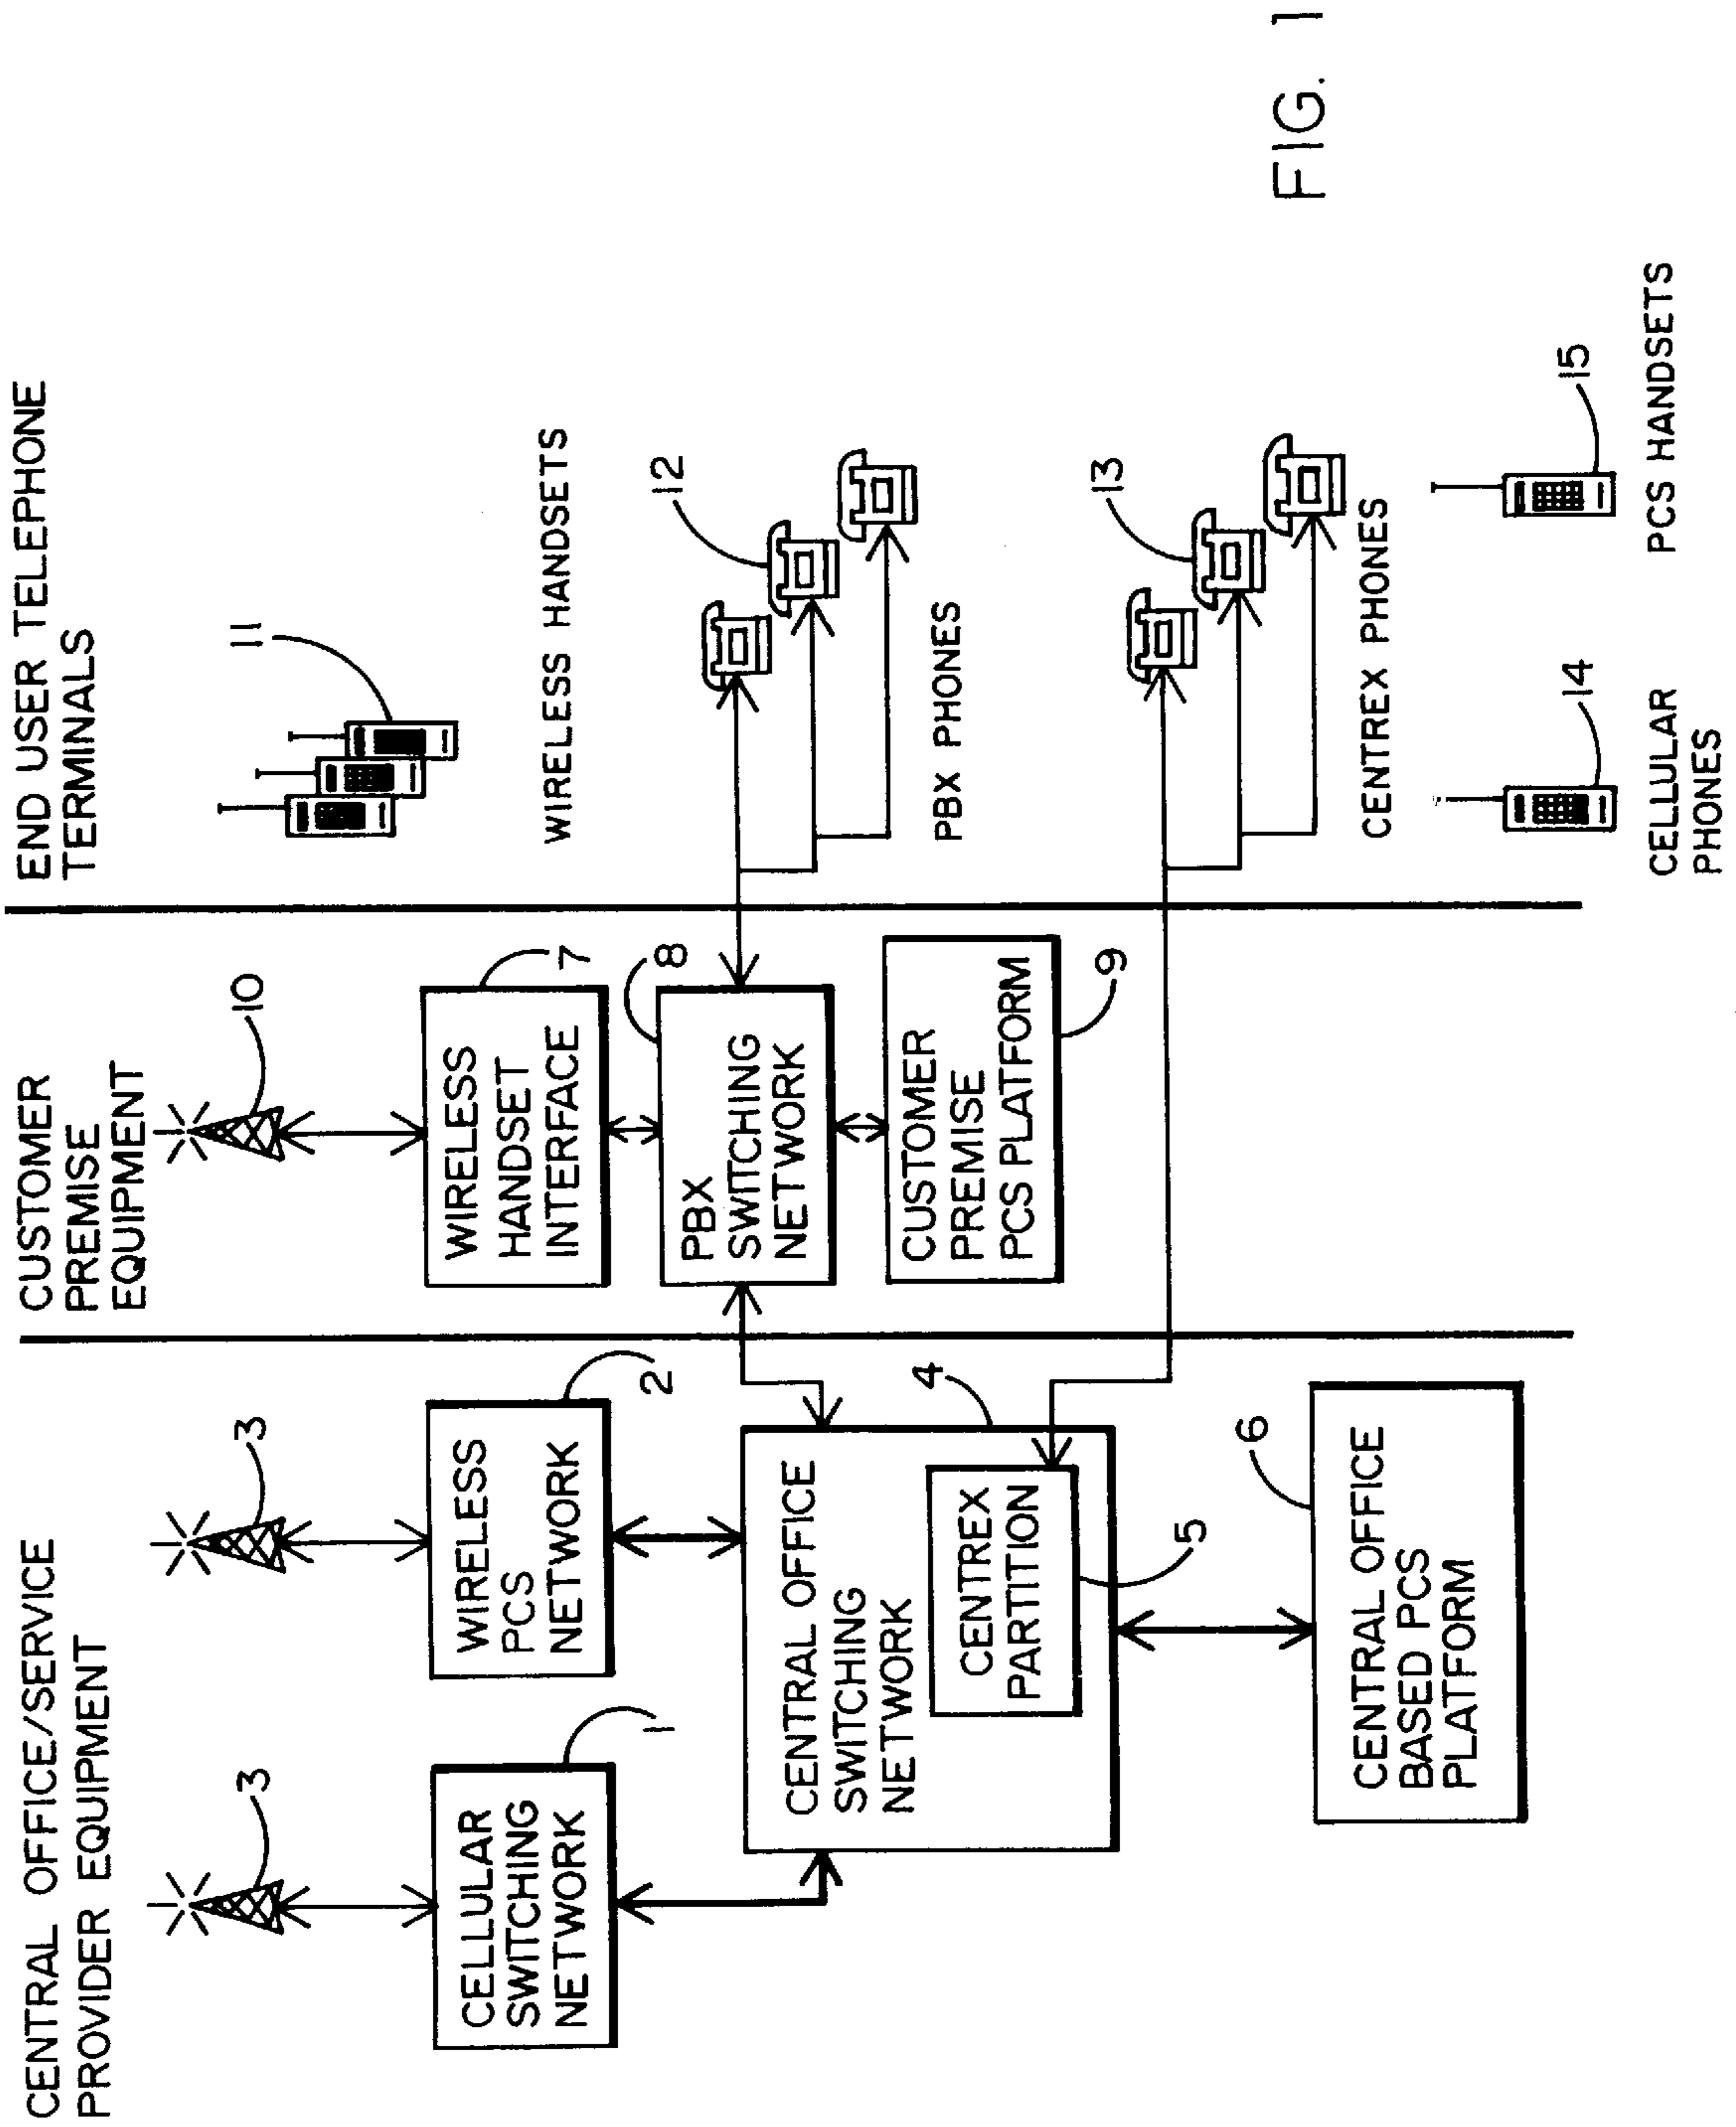 CENTRAL OFFICE/SERVICE
PROVIDER EQUIPMENT
CUSTOMER
PREMISE
EQUIPMENT
END USER TELEPHONE
TERMINALS
3
3
10
11
CELLULAR
SWITCHING
NETWORK
1
WIRELESS
PCS
NETWORK
2
WIRELESS
HANDSET
INTERFACE
7
WIRELESS HANDSETS
CENTRAL OFFICE
SWITCHING
NETWORK
4
CENTREX
PARTITION
5
PBX
SWITCHING
NETWORK
8
12
PBX PHONES
CUSTOMER
PREMISE
PCS PLATFORM
9
13
CENTREX PHONES
CENTRAL OFFICE
BASED PCS
PLATFORM
6
14
CELLULAR
PHONES
15
PCS HANDSETS
FIG. 1